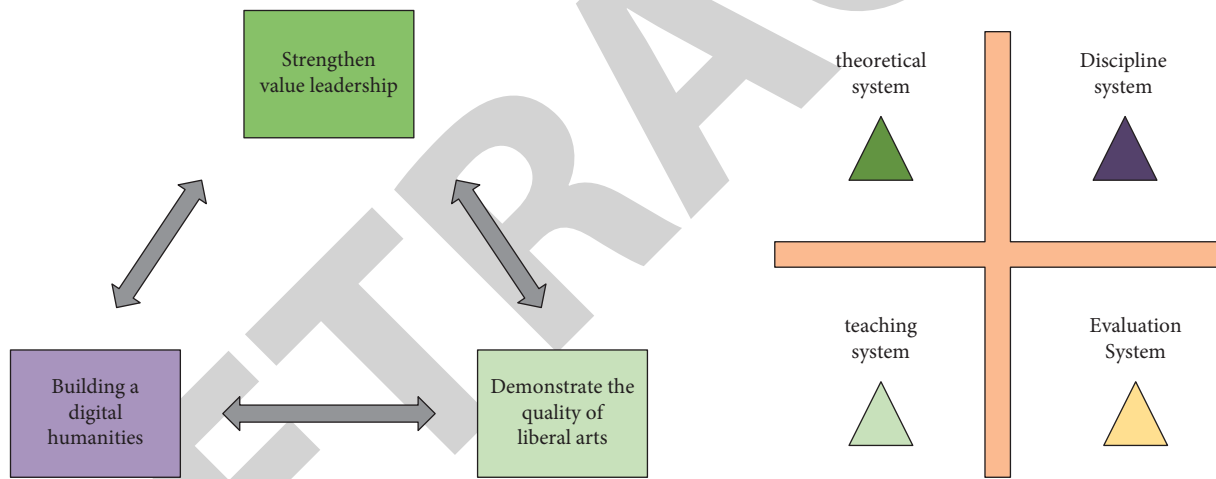 Strengthen
value leadership
Building a
digital
humanities
Demonstrate the
quality of
liberal arts
theoretical
system
Discipline
system
teaching
system
Evaluation
System